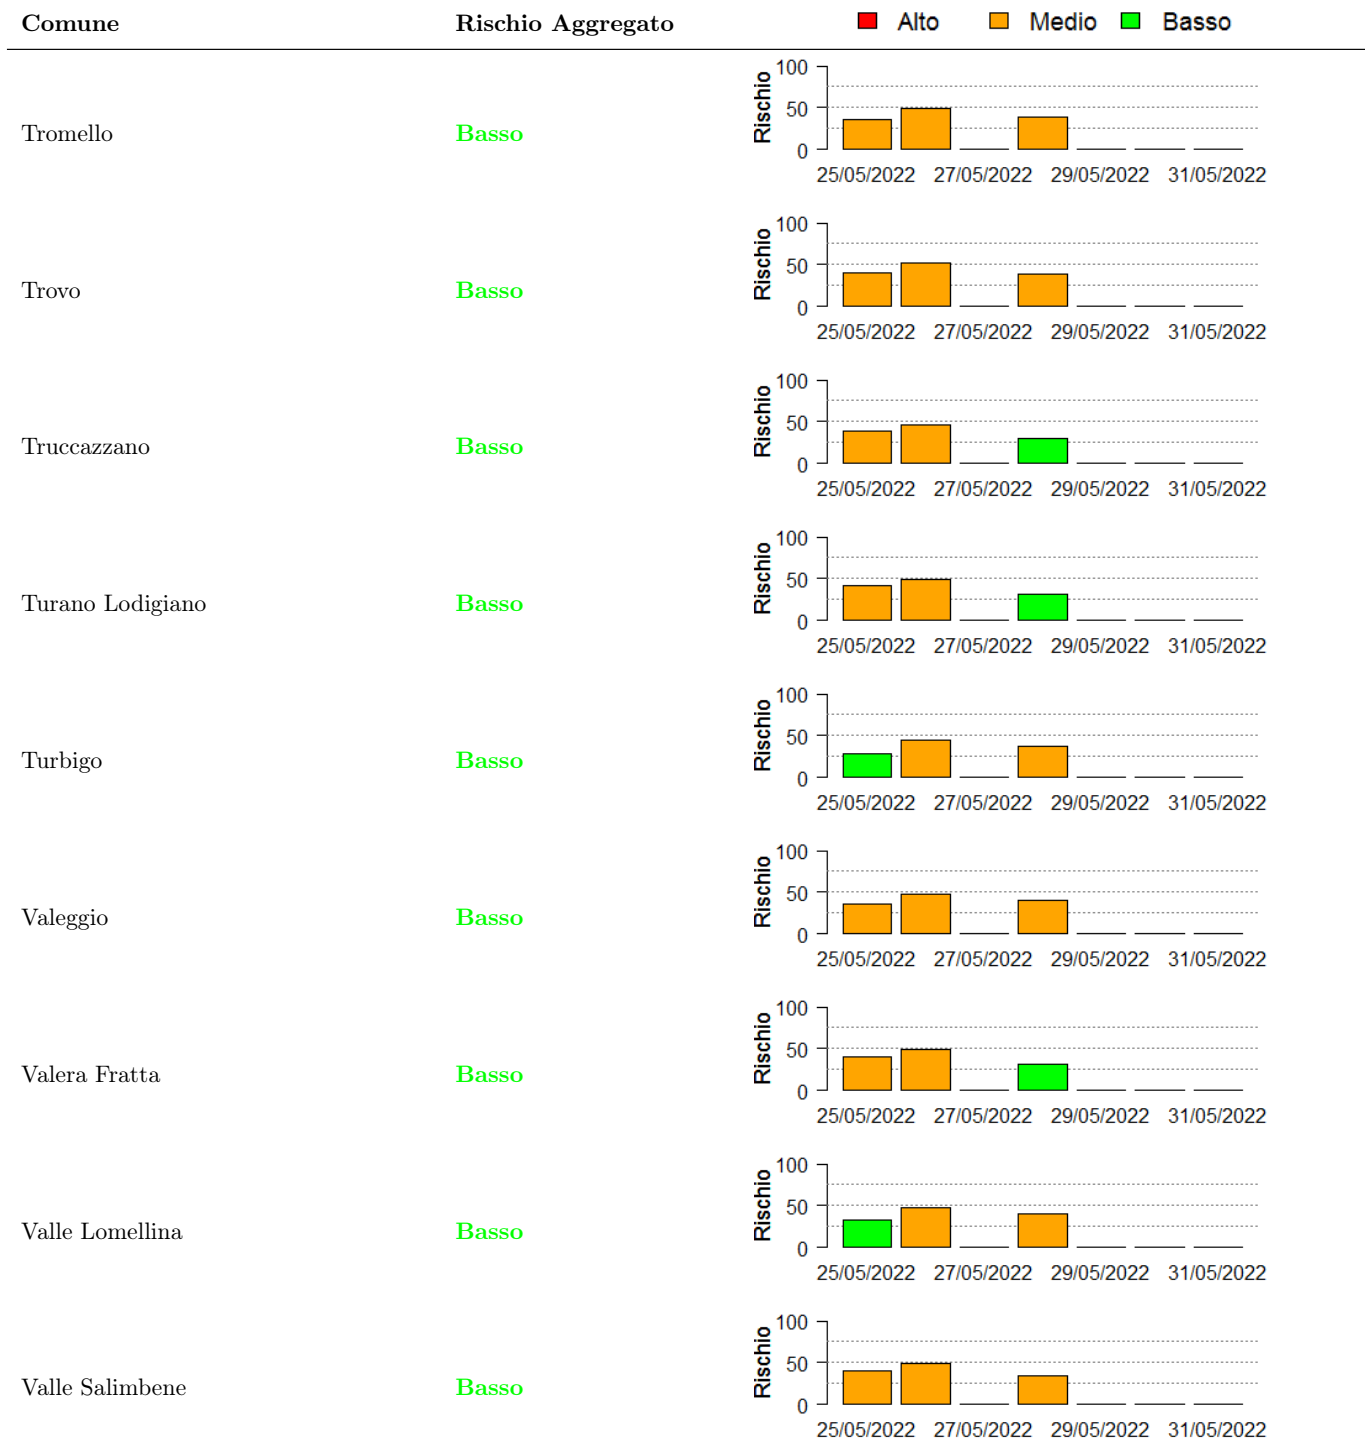 Comune Rischio Aggregato Alto Medio Basso
100
50
0
Rischio
Tromello Basso
25/05/2022 27/05/2022 29/05/2022 31/05/2022
100
50
0
Rischio
Trovo Basso
25/05/2022 27/05/2022 29/05/2022 31/05/2022
100
50
0
Rischio
Truccazzano Basso
25/05/2022 27/05/2022 29/05/2022 31/05/2022
100
50
0
Rischio
Turano Lodigiano Basso
25/05/2022 27/05/2022 29/05/2022 31/05/2022
100
50
0
Rischio
Turbigo Basso
25/05/2022 27/05/2022 29/05/2022 31/05/2022
100
50
0
Rischio
Valeggio Basso
25/05/2022 27/05/2022 29/05/2022 31/05/2022
100
50
0
Rischio
Valera Fratta Basso
25/05/2022 27/05/2022 29/05/2022 31/05/2022
100
50
0
Rischio
Valle Lomellina Basso
25/05/2022 27/05/2022 29/05/2022 31/05/2022
100
50
0
Rischio
Valle Salimbene Basso
25/05/2022 27/05/2022 29/05/2022 31/05/2022